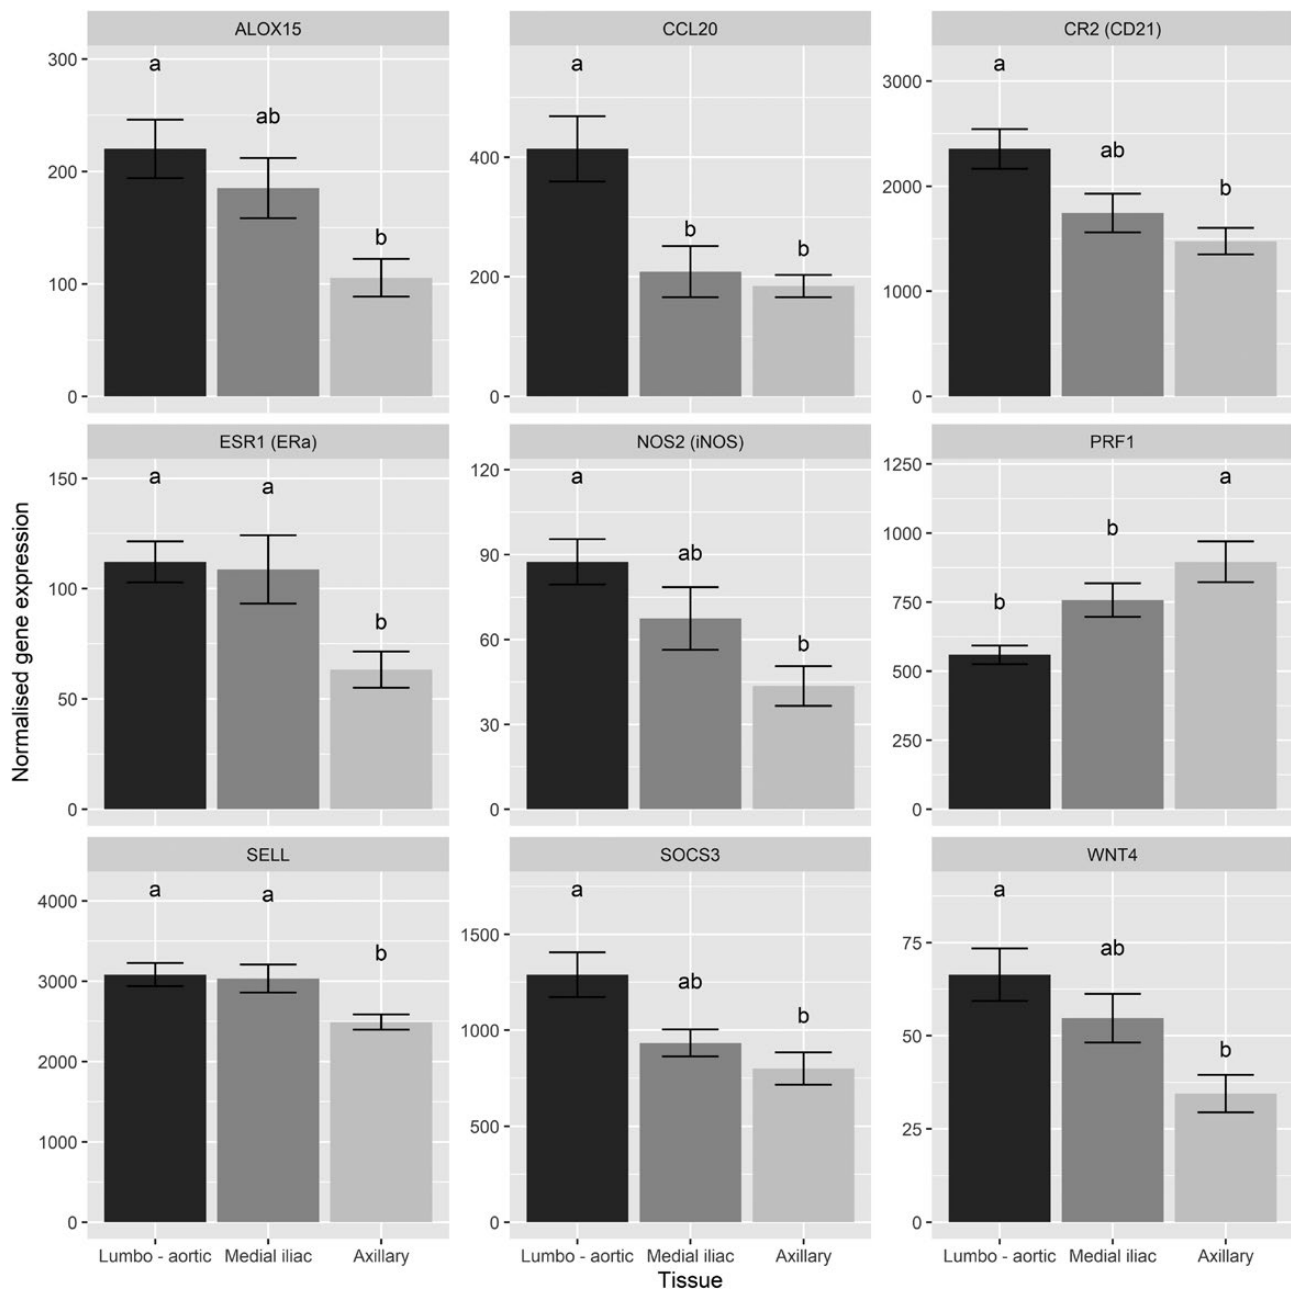 ALOX15
CCL20
CR2 (CD21)
300
200
100
0
a
ab
b
400
200
0
a
b
b
3000
2000
1000
0
a
ab
b
Normalised gene expression
ESR1 (ERa)
NOS2 (iNOS)
PRF1
150
100
50
0
a
a
b
120
90
60
30
0
a
ab
b
1250
1000
750
500
250
0
b
b
a
SELL
SOCS3
WNT4
4000
3000
2000
1000
0
a
a
b
1500
1000
500
0
a
ab
b
75
50
25
0
a
ab
b
Lumbo - aortic Medial iliac Axillary
Lumbo - aortic Medial iliac Axillary
Lumbo - aortic Medial iliac Axillary
Tissue